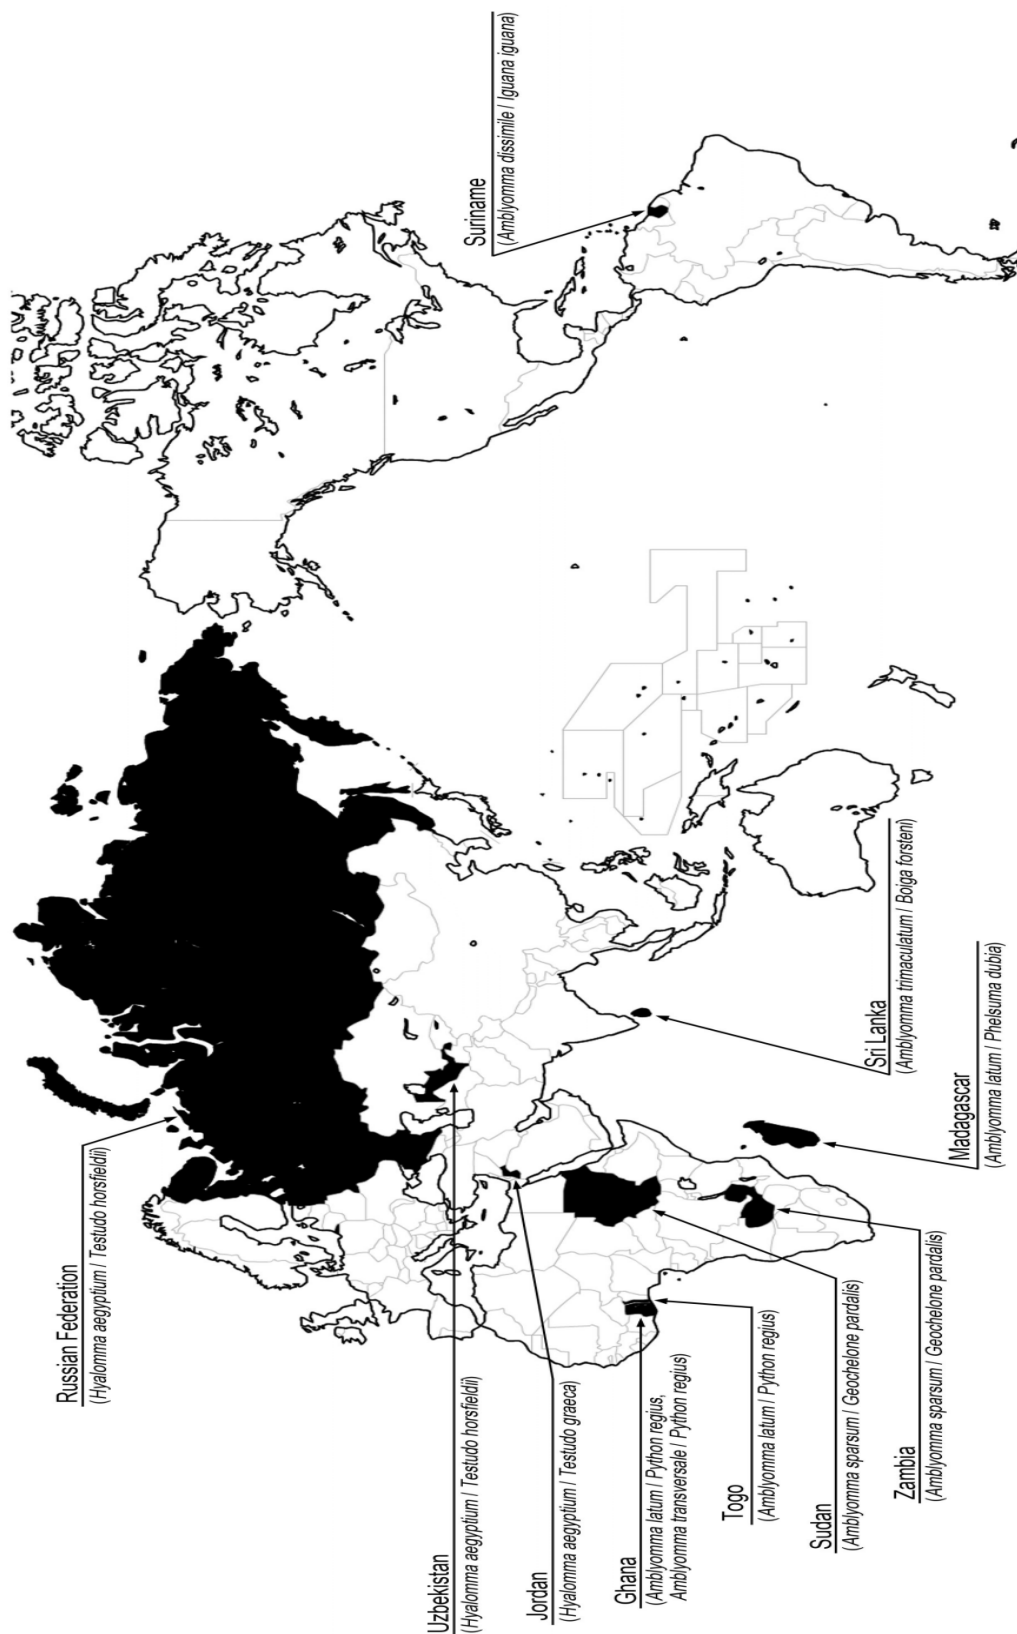 Russian Federation
(Hyalomma aegyptium / Testudo horsfieldii)
Uzbekistan
(Hyalomma aegyptium / Testudo horsfieldii)
Jordan
(Hyalomma aegyptium / Testudo graeca)
Ghana
(Amblyomma latum / Python regius,
Amblyomma transversale / Python regius)
Togo
(Amblyomma latum / Python regius)
Sudan
(Amblyomma sparsum / Geochelone pardalis)
Zambia
(Amblyomma sparsum / Geochelone pardalis)
Madagascar
(Amblyomma latum / Phelsuma dubia)
Sri Lanka
(Amblyomma trimaculatum / Boiga forsteni)
Suriname
(Amblyomma dissimile / Iguana iguana)